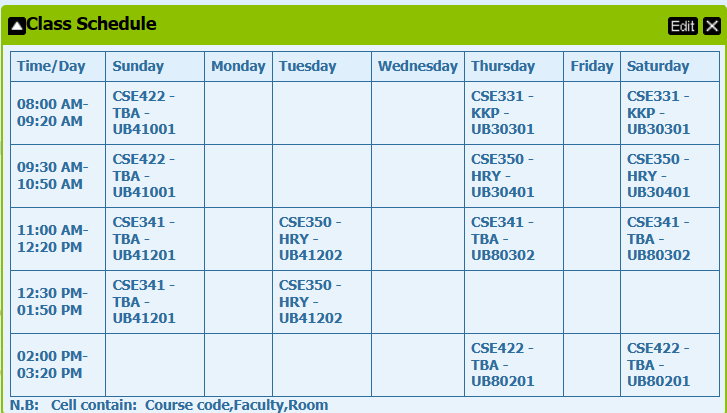 Class Schedule Edit
Time/Day Sunday Monday Tuesday Wednesday Thursday Friday Saturday
08:00 AM- CSE422 - CSE331 - CSE331 -
09:20 AM TBA - KKP - KKP -
UB41001 UB30301 UB30301
09:30 AM- CSE422 - CSE350 - CSE350 -
10:50 AM TBA - HRY - HRY -
UB41001 UB30401 UB30401
11:00 AM- CSE341 - CSE350 - CSE341 - CSE341 -
12:20 PM TBA - HRY - TBA - TBA -
UB41201 UB41202 UB80302 UB80302
12:30 PM- CSE341 - CSE350 -
01:50 PM TBA - HRY -
UB41201 UB41202
02:00 PM- CSE422 - CSE422 -
03:20 PM TBA - TBA -
UB80201 UB80201
N.B: Cell contain: Course code,Faculty,Room